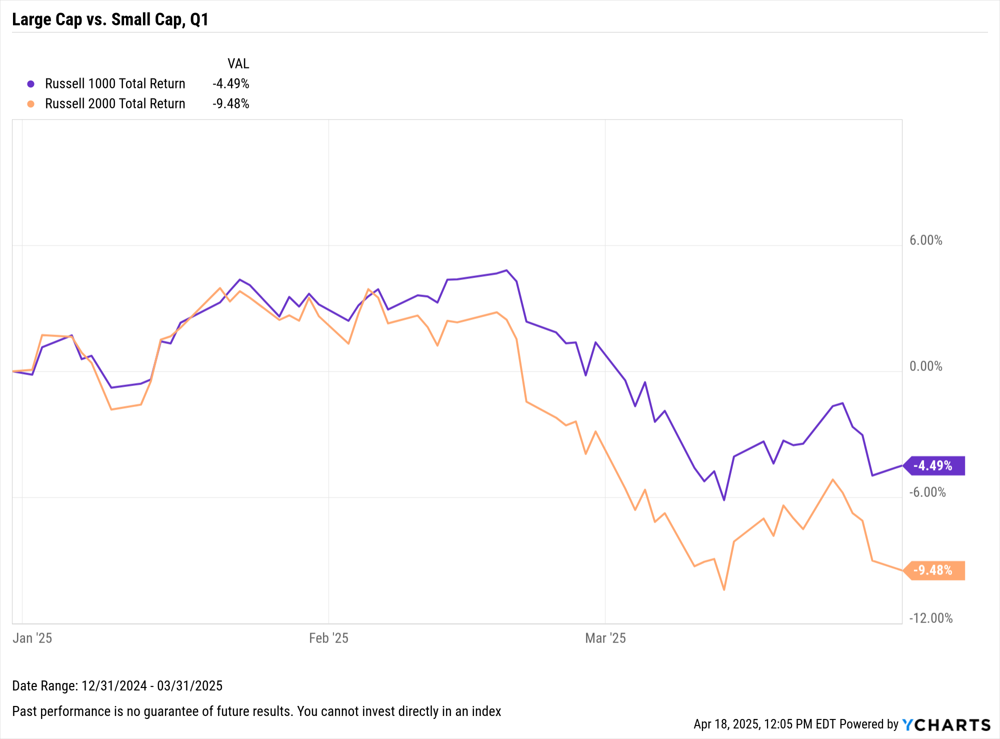 Large Cap vs. Small Cap, Q1
VAL
Russell 1000 Total Return -4.49%
Russell 2000 Total Return -9.48%
6.00%
0.00%
-4.49%
-6.00%
-9.48%
-12.00%
Jan '25 Feb '25 Mar '25
Date Range: 12/31/2024 - 03/31/2025
Past performance is no guarantee of future results. You cannot invest directly in an index
Apr 18, 2025, 12:05 PM EDT Powered by YCHARTS